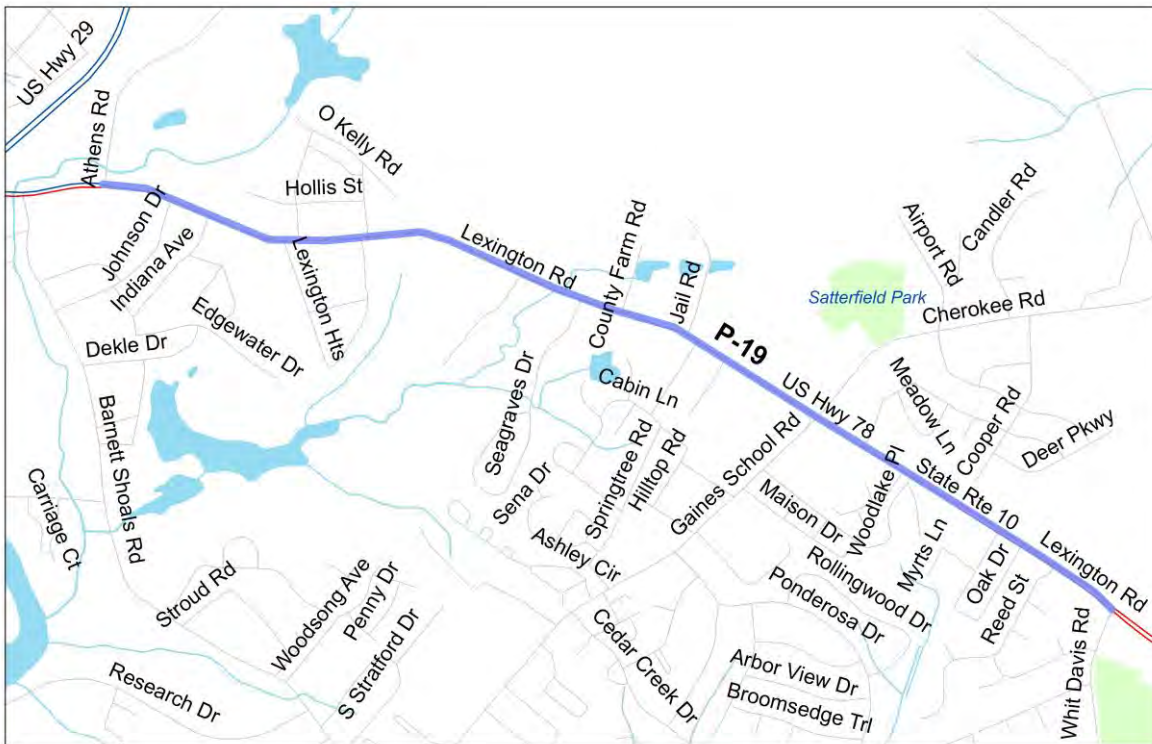 US Hwy 29
Athens Rd
O Kelly Rd
Hollis St
Johnson Dr
Indiana Ave
Lexington Hts
Edgewater Dr
Dekle Dr
Barnett Shoals Rd
Carriage Ct
Lexington Rd
County Farm Rd
Jail Rd
P-19
Satterfield Park
Airport Rd
Candler Rd
Cherokee Rd
US Hwy 78
Meadow Ln
Cooper Rd
Deer Pkwy
Cabin Ln
Seagraves Dr
Sena Dr
Springtree Rd
Hilltop Rd
Gaines School Rd
Woodlake Pl
State Rte 10
Maison Dr
Ashley Cir
Rollingwood Dr
Myrts Ln
Oak Dr
Reed St
Lexington Rd
Ponderosa Dr
Stroud Rd
Woodsong Ave
Penny Dr
S Stratford Dr
Cedar Creek Dr
Arbor View Dr
Broomsedge Trl
Whit Davis Rd
Research Dr